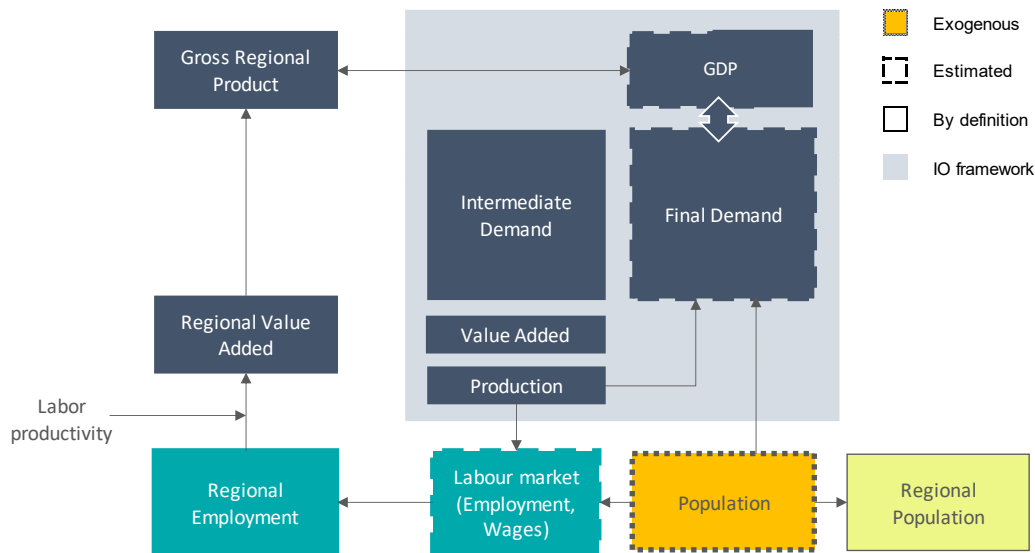 Gross Regional
Product
GDP
Exogenous
Estimated
By definition
IO framework
Intermediate
Demand
Final Demand
Regional Value
Added
Value Added
Production
Labor
productivity
Regional
Employment
Labour market
(Employment,
Wages)
Population
Regional
Population